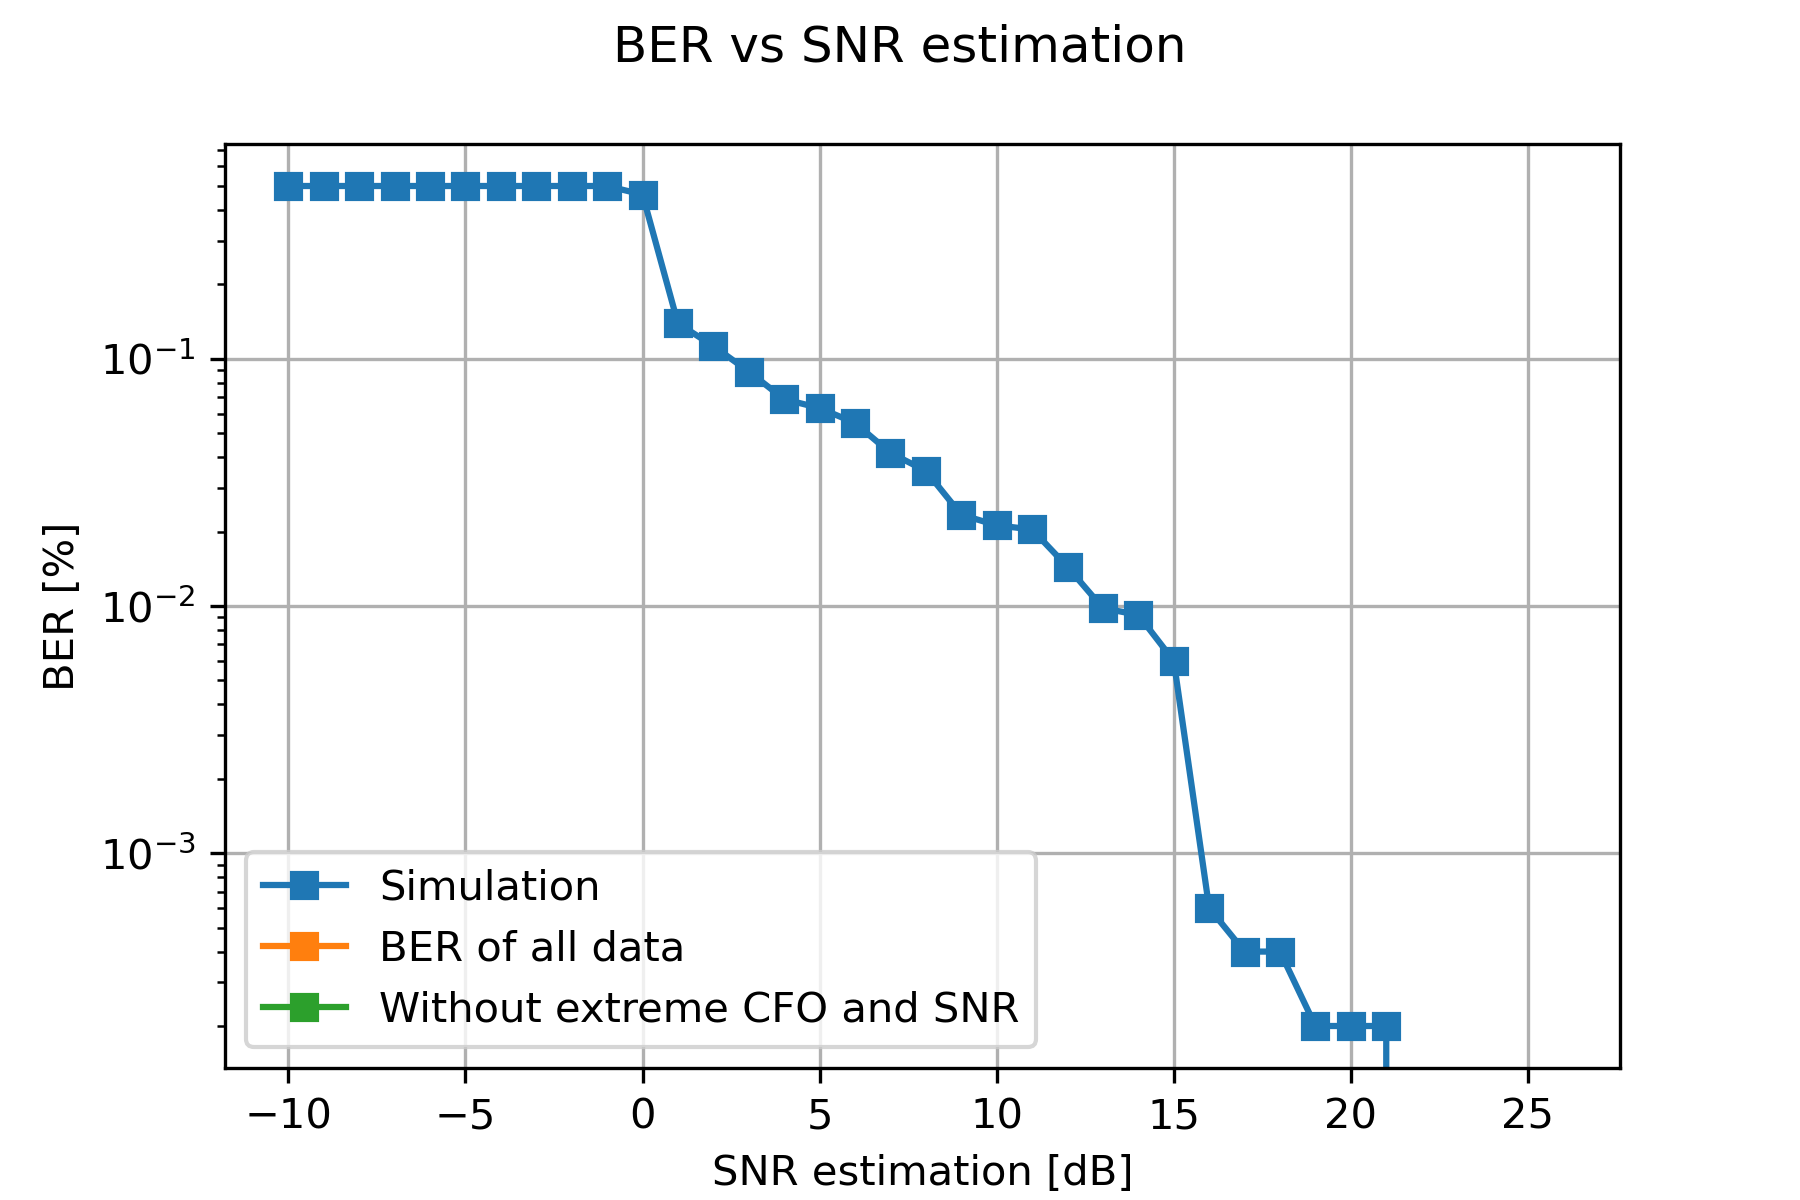 BER vs SNR estimation
BER [%]
10⁻¹
10⁻²
10⁻³
Simulation
BER of all data
Without extreme CFO and SNR
−10 −5 0 5 10 15 20 25
SNR estimation [dB]